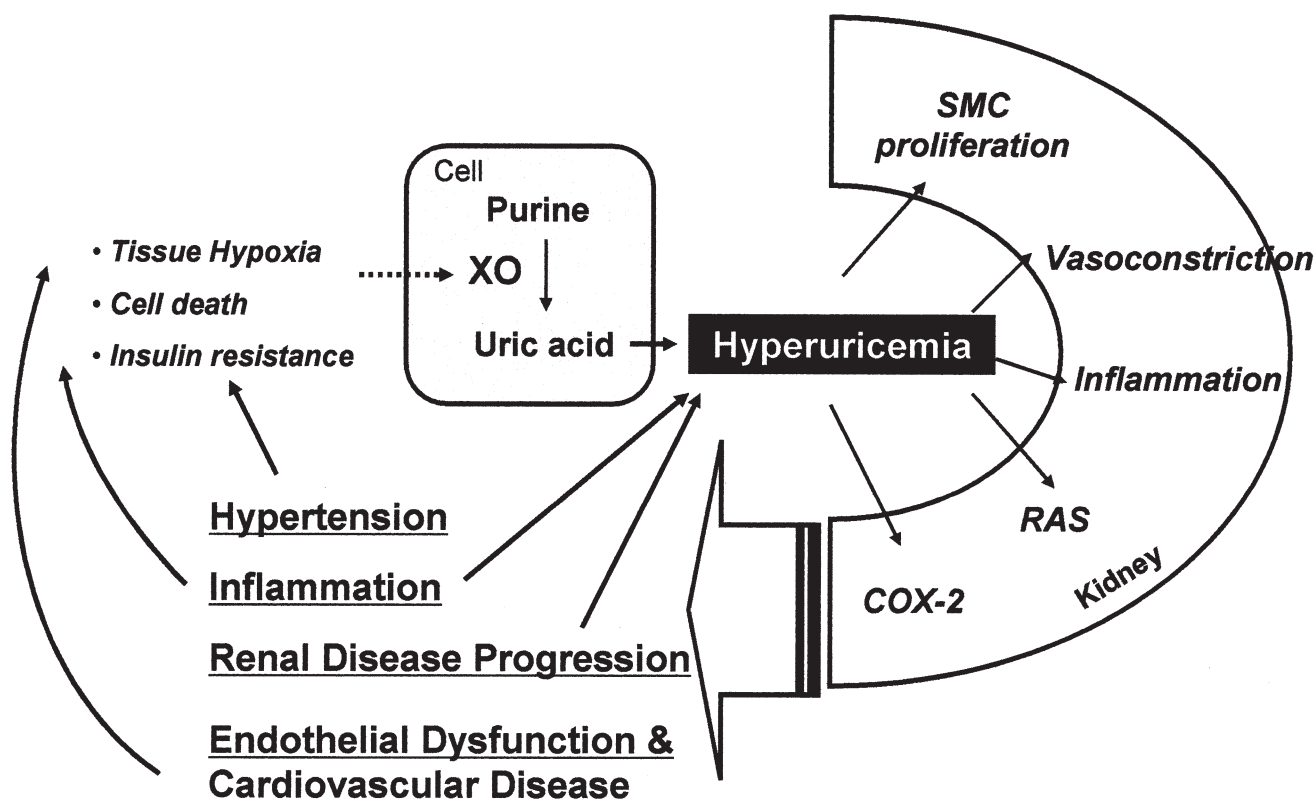 SMC
proliferation
Cell
Purine
• Tissue Hypoxia
XO
Vasoconstriction
• Cell death
Uric acid
Hyperuricemia
• Insulin resistance
Inflammation
Hypertension
RAS
Inflammation
COX-2
Kidney
Renal Disease Progression
Endothelial Dysfunction &
Cardiovascular Disease